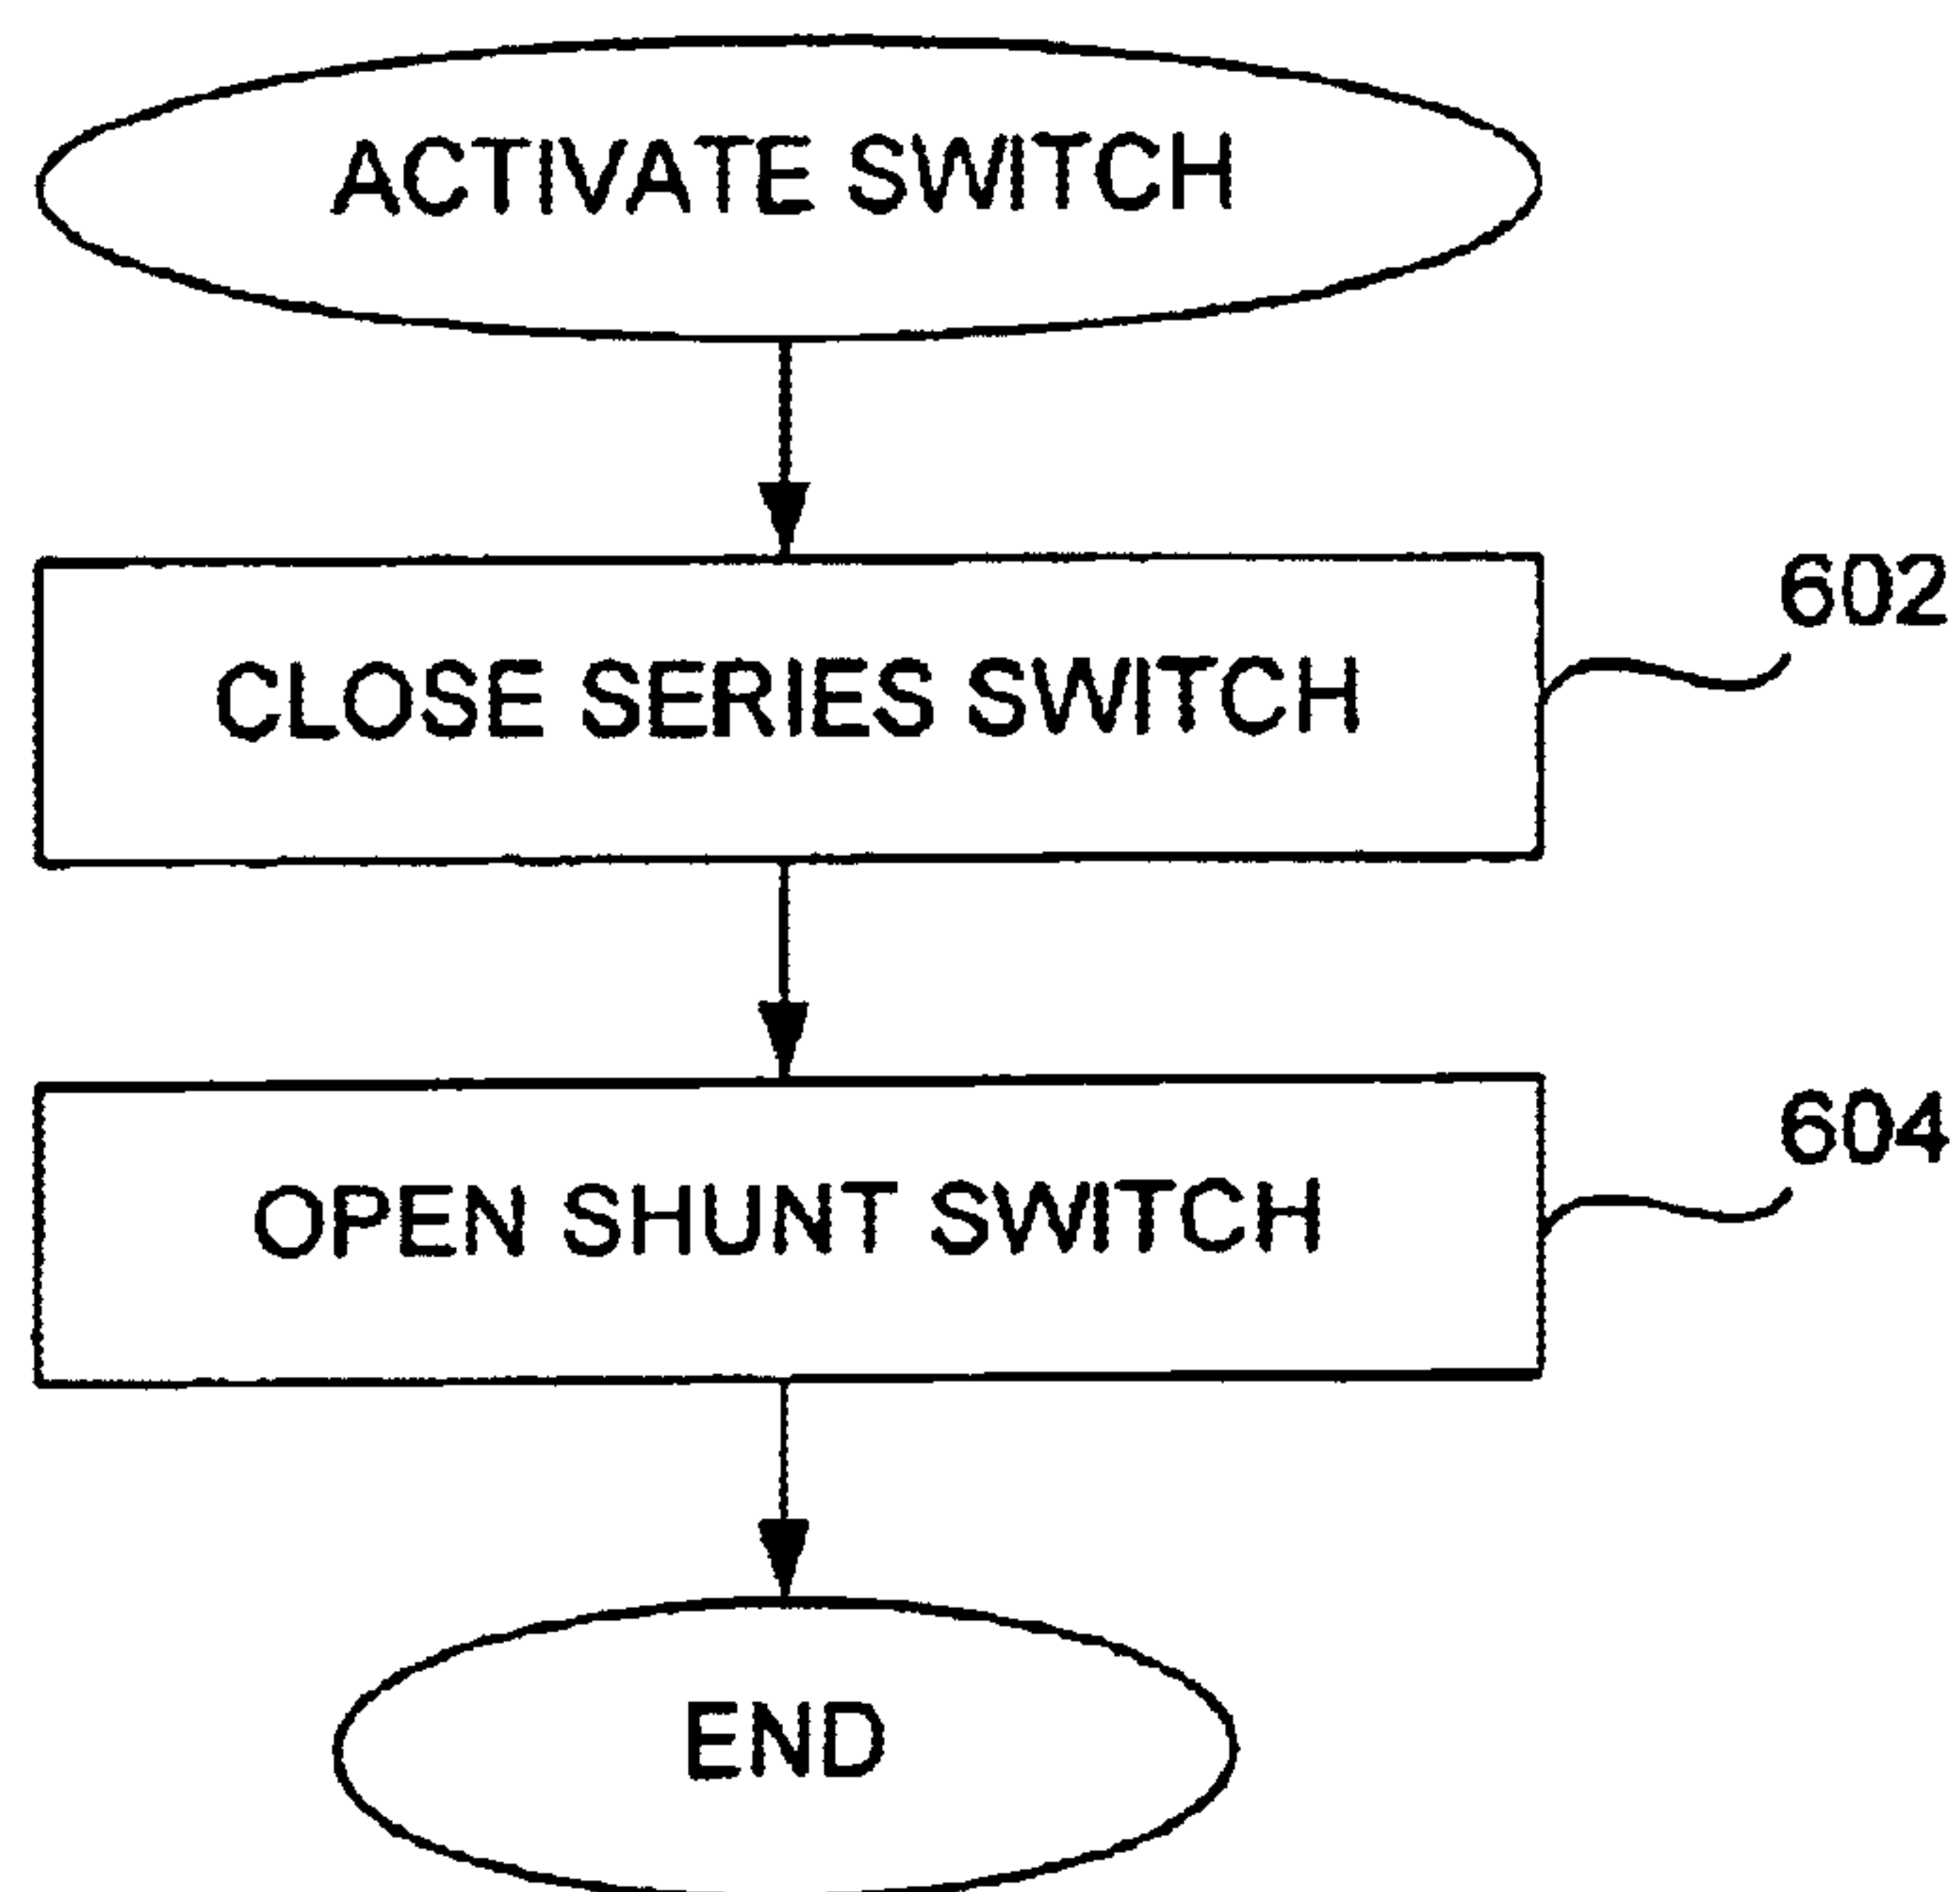 ACTIVATE SWITCH
602
CLOSE SERIES SWITCH
604
OPEN SHUNT SWITCH
END